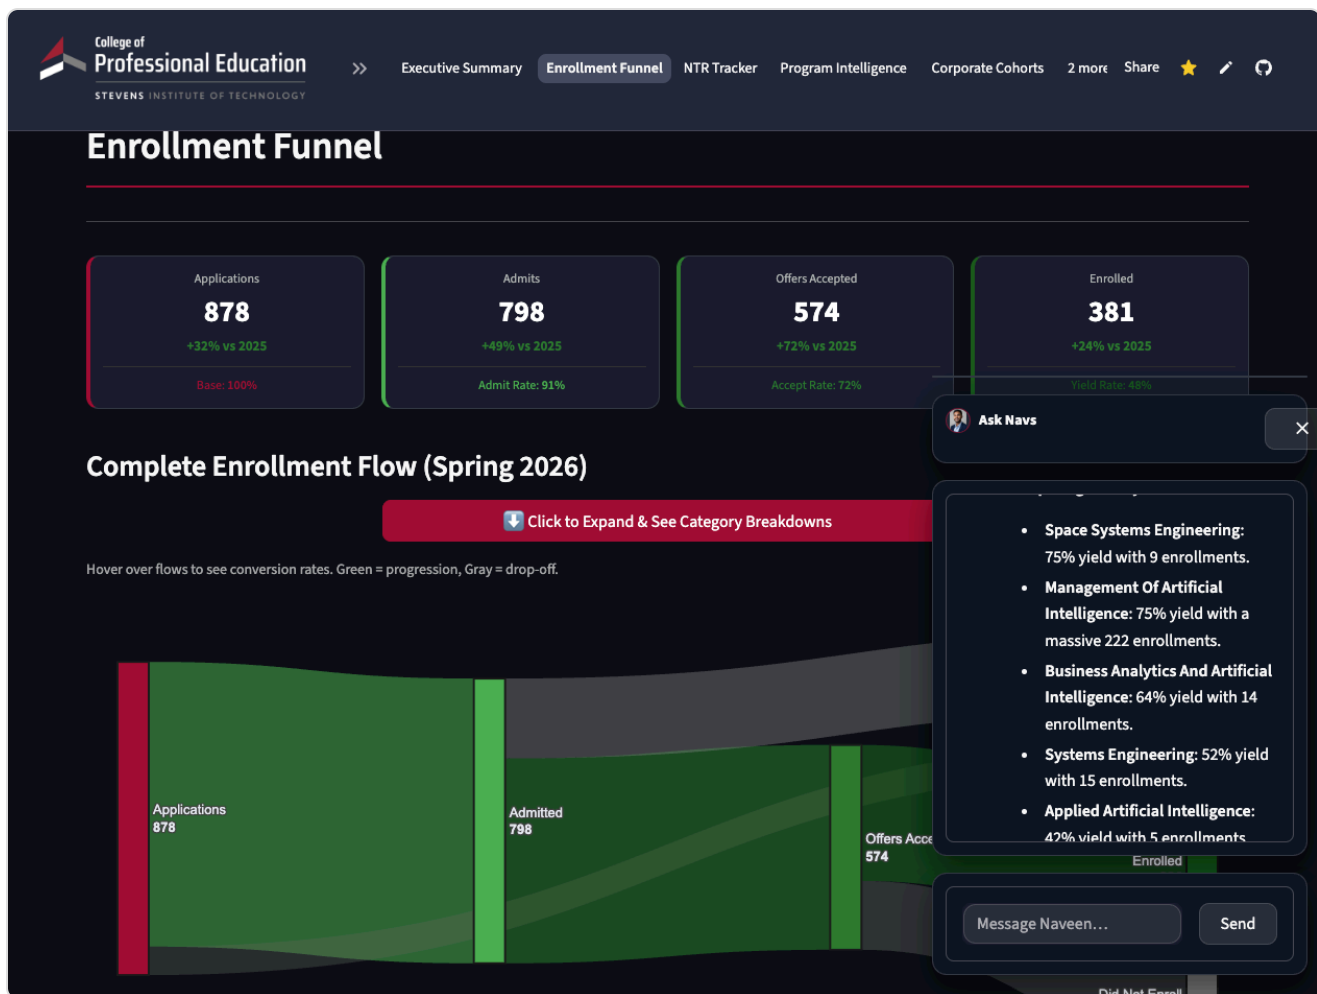 College of
Professional Education
STEVENS INSTITUTE OF TECHNOLOGY
Executive Summary
Enrollment Funnel
NTR Tracker
Program Intelligence
Corporate Cohorts
2 more
Share
Enrollment Funnel
Applications
878
+32% vs 2025
Base: 100%
Admits
798
+49% vs 2025
Admit Rate: 91%
Offers Accepted
574
+72% vs 2025
Accept Rate: 72%
Enrolled
381
+24% vs 2025
Yield Rate: 48%
Complete Enrollment Flow (Spring 2026)
Click to Expand & See Category Breakdowns
Hover over flows to see conversion rates. Green = progression, Gray = drop-off.
Applications
878
Admitted
798
Offers Acce
574
Enrolled
Did Not Enroll
Ask Navs
• Space Systems Engineering:
75% yield with 9 enrollments.
• Management Of Artificial
Intelligence: 75% yield with a
massive 222 enrollments.
• Business Analytics And Artificial
Intelligence: 64% yield with 14
enrollments.
• Systems Engineering: 52% yield
with 15 enrollments.
• Applied Artificial Intelligence:
42% yield with 5 enrollments
Message Naveen...
Send